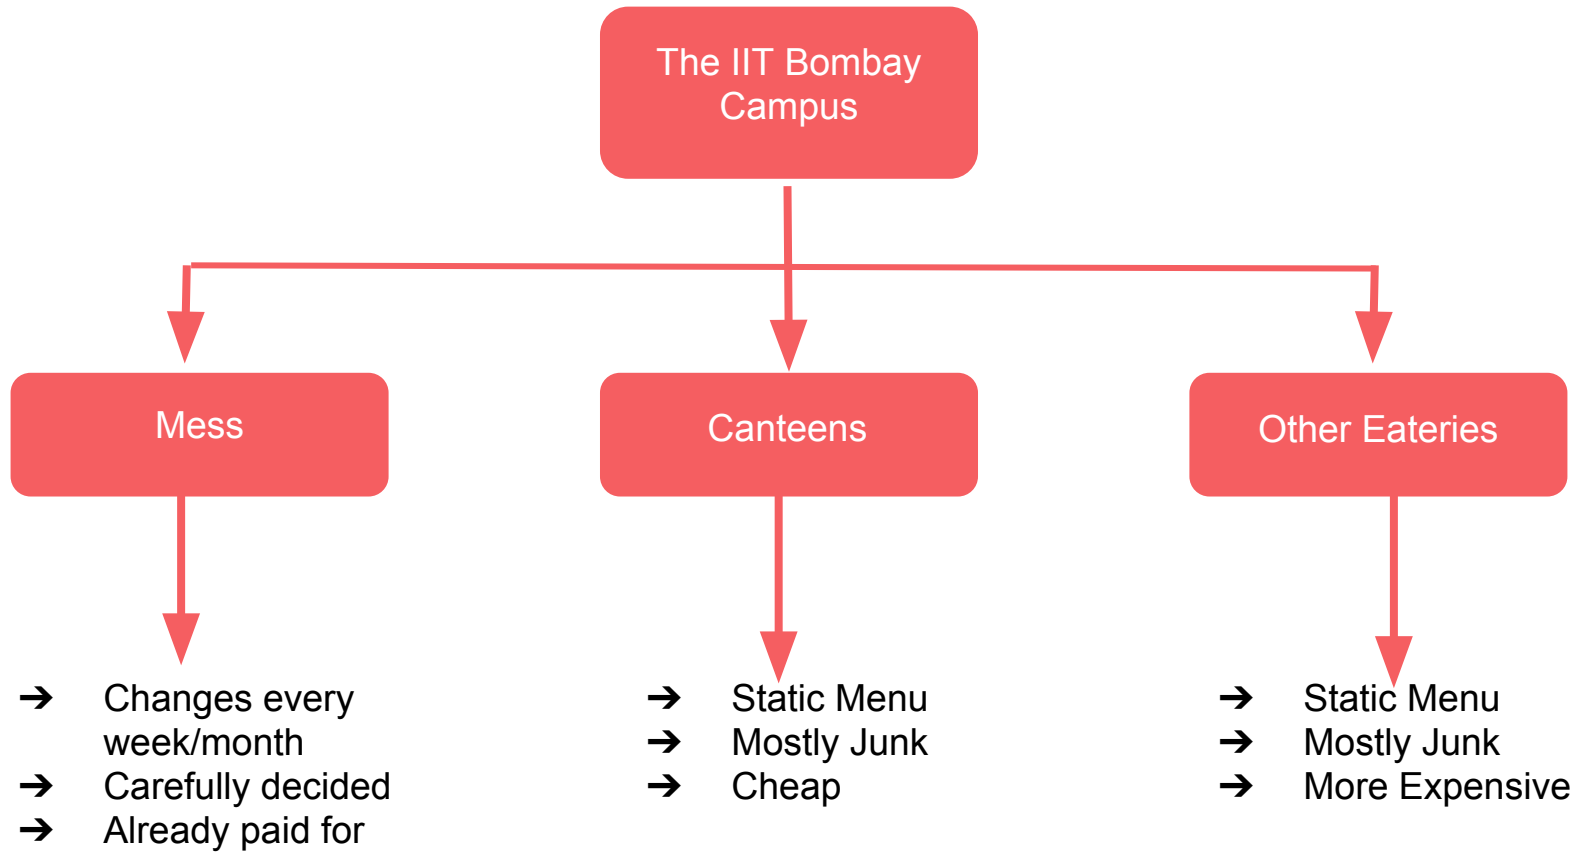 The IIT Bombay
Campus
Mess
Canteens
Other Eateries
➔ Changes every
week/month
➔ Carefully decided
➔ Already paid for
➔ Static Menu
➔ Mostly Junk
➔ Cheap
➔ Static Menu
➔ Mostly Junk
➔ More Expensive